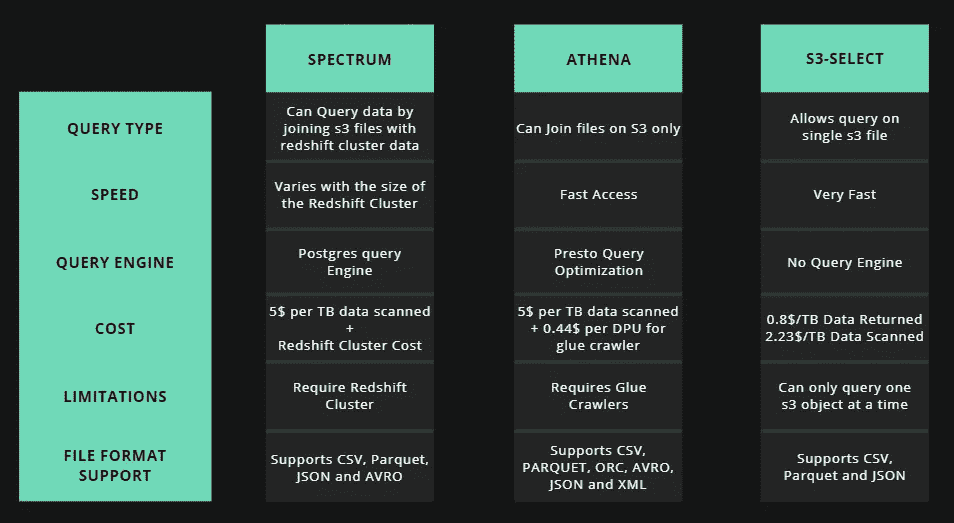 SPECTRUM
ATHENA
S3-SELECT
QUERY TYPE
Can Query data by
joining s3 files with
redshift cluster data
Can Join files on S3 only
Allows query on
single s3 file
SPEED
Varies with the size of
the Redshift Cluster
Fast Access
Very Fast
QUERY ENGINE
Postgres query
Engine
Presto Query
Optimization
No Query Engine
COST
5$ per TB data scanned
+
Redshift Cluster Cost
5$ per TB data scanned
+ 0.44$ per DPU for
glue crawler
0.8$/TB Data Returned
2.23$/TB Data Scanned
LIMITATIONS
Require Redshift
Cluster
Requires Glue
Crawlers
Can only query one
s3 object at a time
FILE FORMAT
SUPPORT
Supports CSV, Parquet,
JSON and AVRO
Supports CSV,
PARQUET, ORC, AVRO,
JSON and XML
Supports CSV,
Parquet and JSON